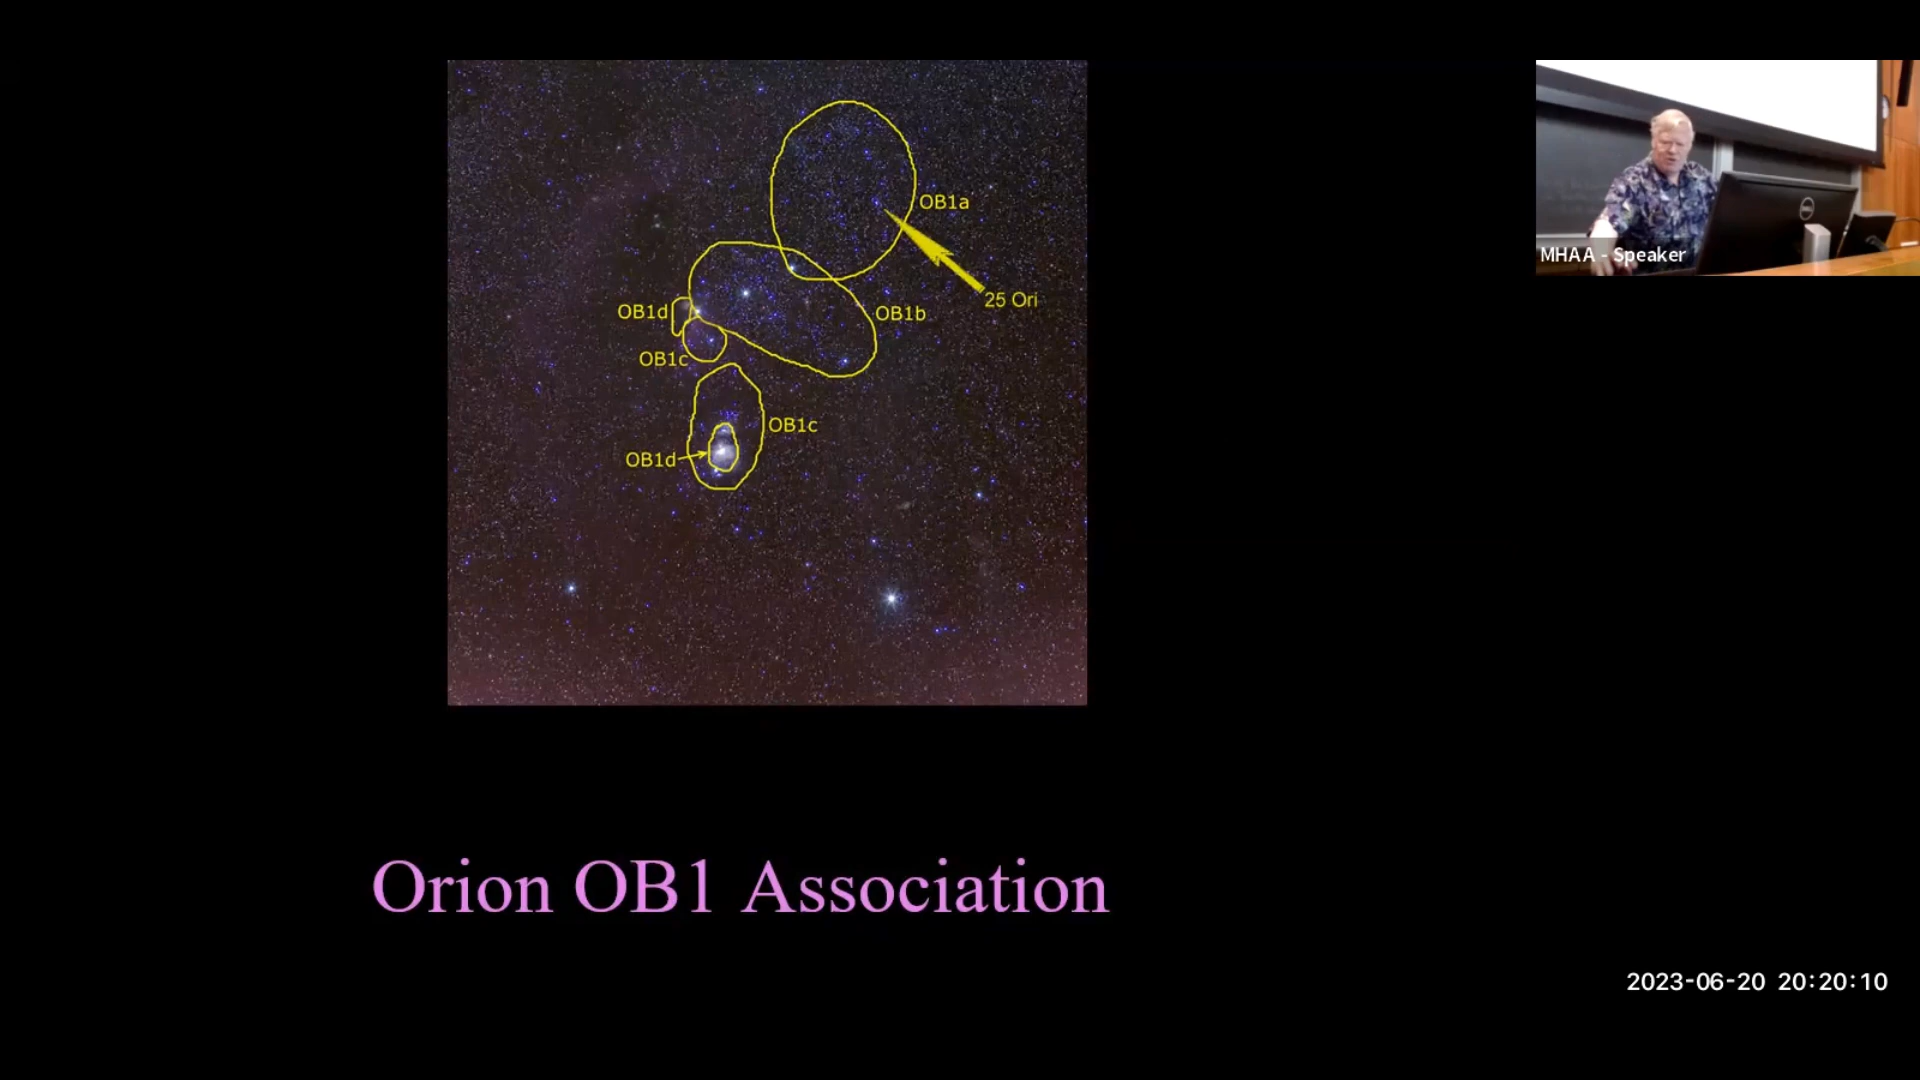 OB1a
25 Ori
OB1d
OB1b
OB1c
OB1c
OB1d
MHAA - Speaker
Orion OB1 Association
2023-06-20 20:20:10